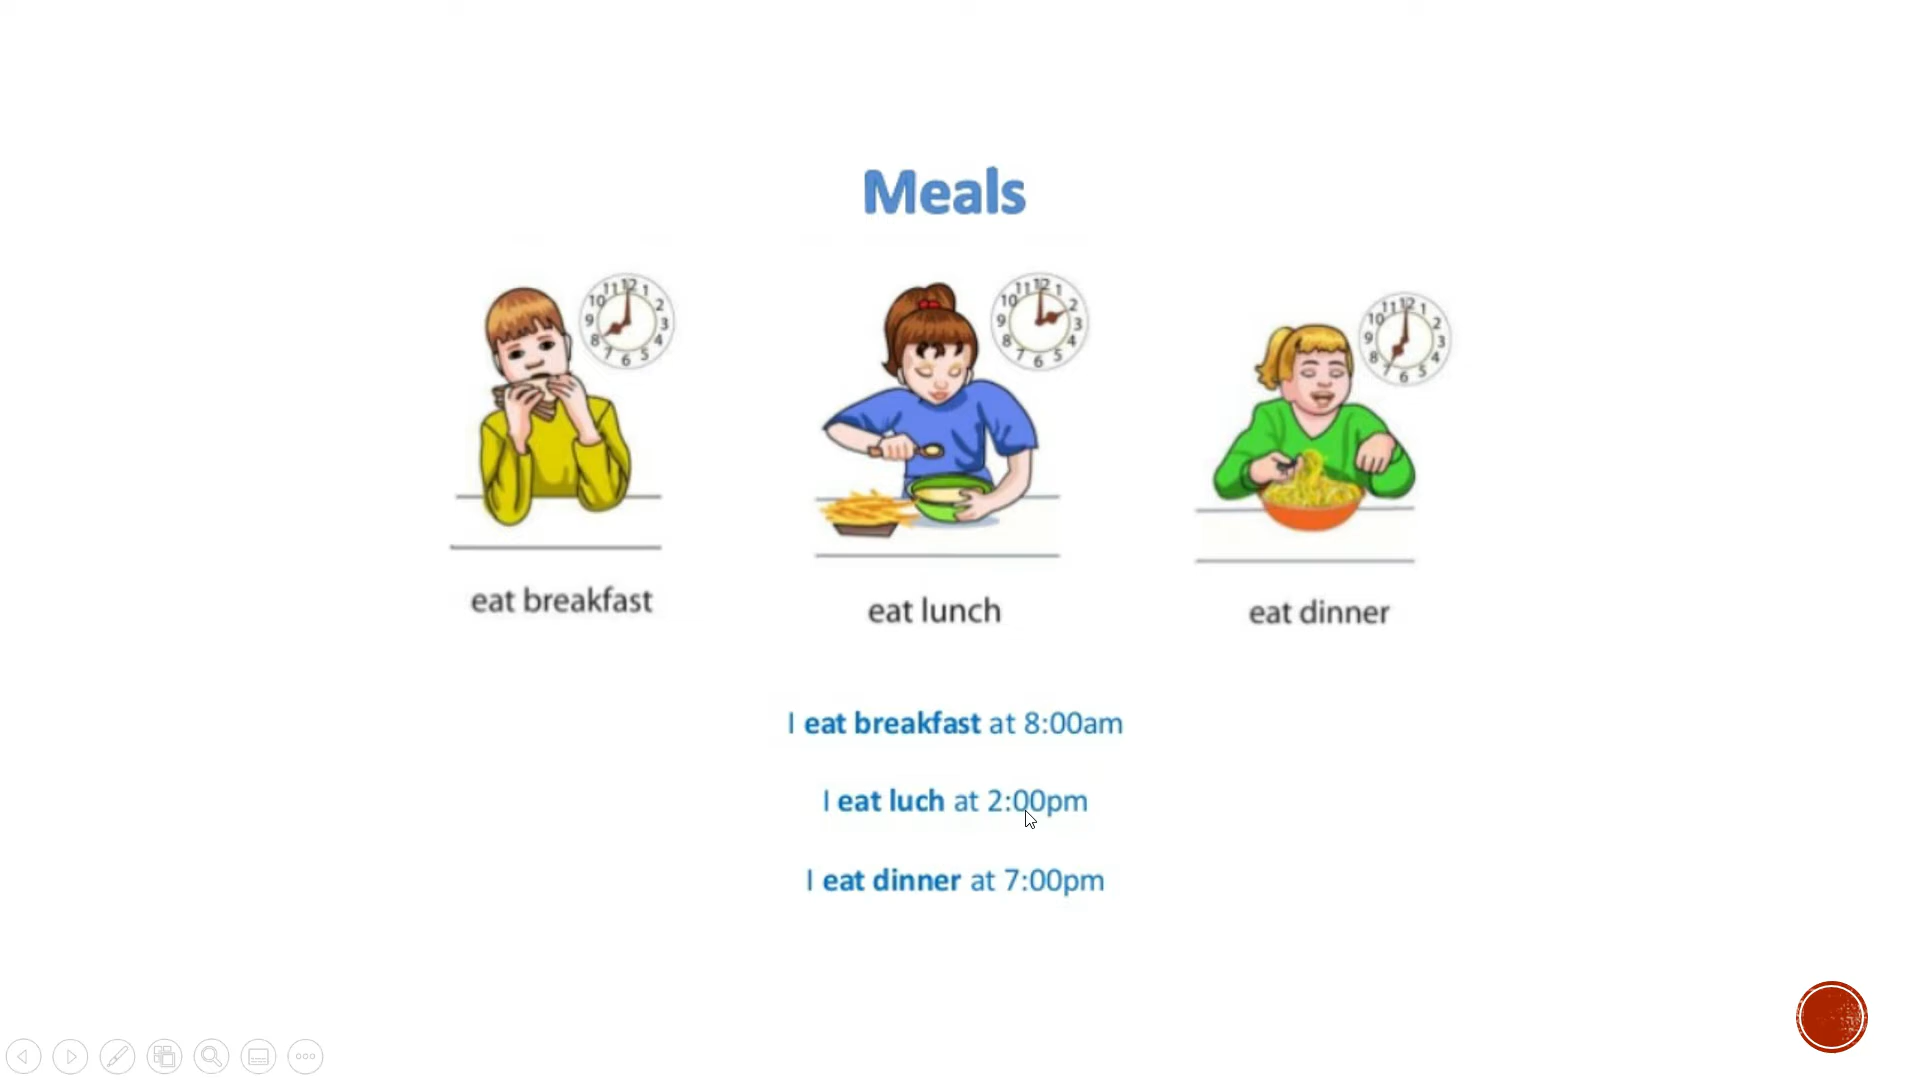 Meals
eat breakfast
eat lunch
eat dinner
I eat breakfast at 8:00am
I eat luch at 2:00pm
I eat dinner at 7:00pm